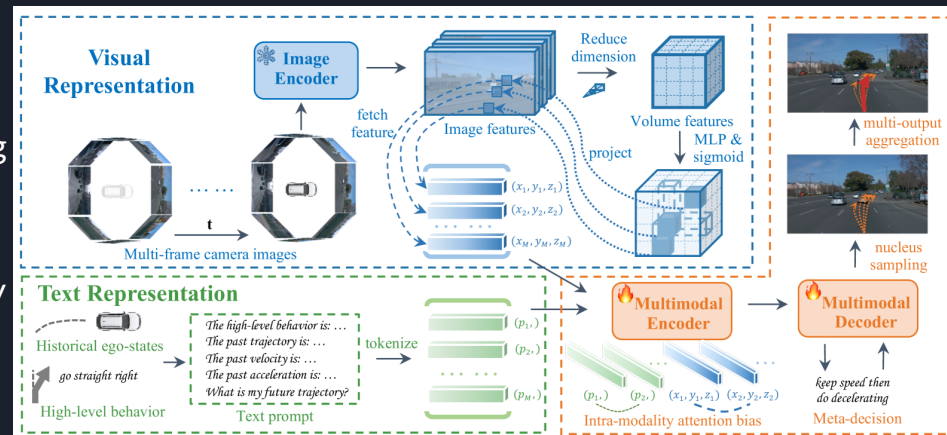 Visual
Representation
Image
Encoder
Reduce
dimension
fetch
feature
Image features
Volume features
MLP &
sigmoid
project
(x₁, y₁, z₁)
(x₂, y₂, z₂)
... ...
(x_M, y_M, z_M)
... ...
t
Multi-frame camera images
Text Representation
Historical ego-states
go straight right
High-level behavior
The high-level behavior is: ...
The past trajectory is: ...
The past velocity is: ...
The past acceleration is: ...
What is my future trajectory?
Text prompt
tokenize
(p₁,)
(p₂,)
... ...
(p_M,)
multi-output
aggregation
nucleus
sampling
Multimodal
Encoder
Multimodal
Decoder
(p₁,) (p₂,) (x₁, y₁, z₁) (x₂, y₂, z₂)
Intra-modality attention bias
keep speed then
do decelerating
Meta-decision